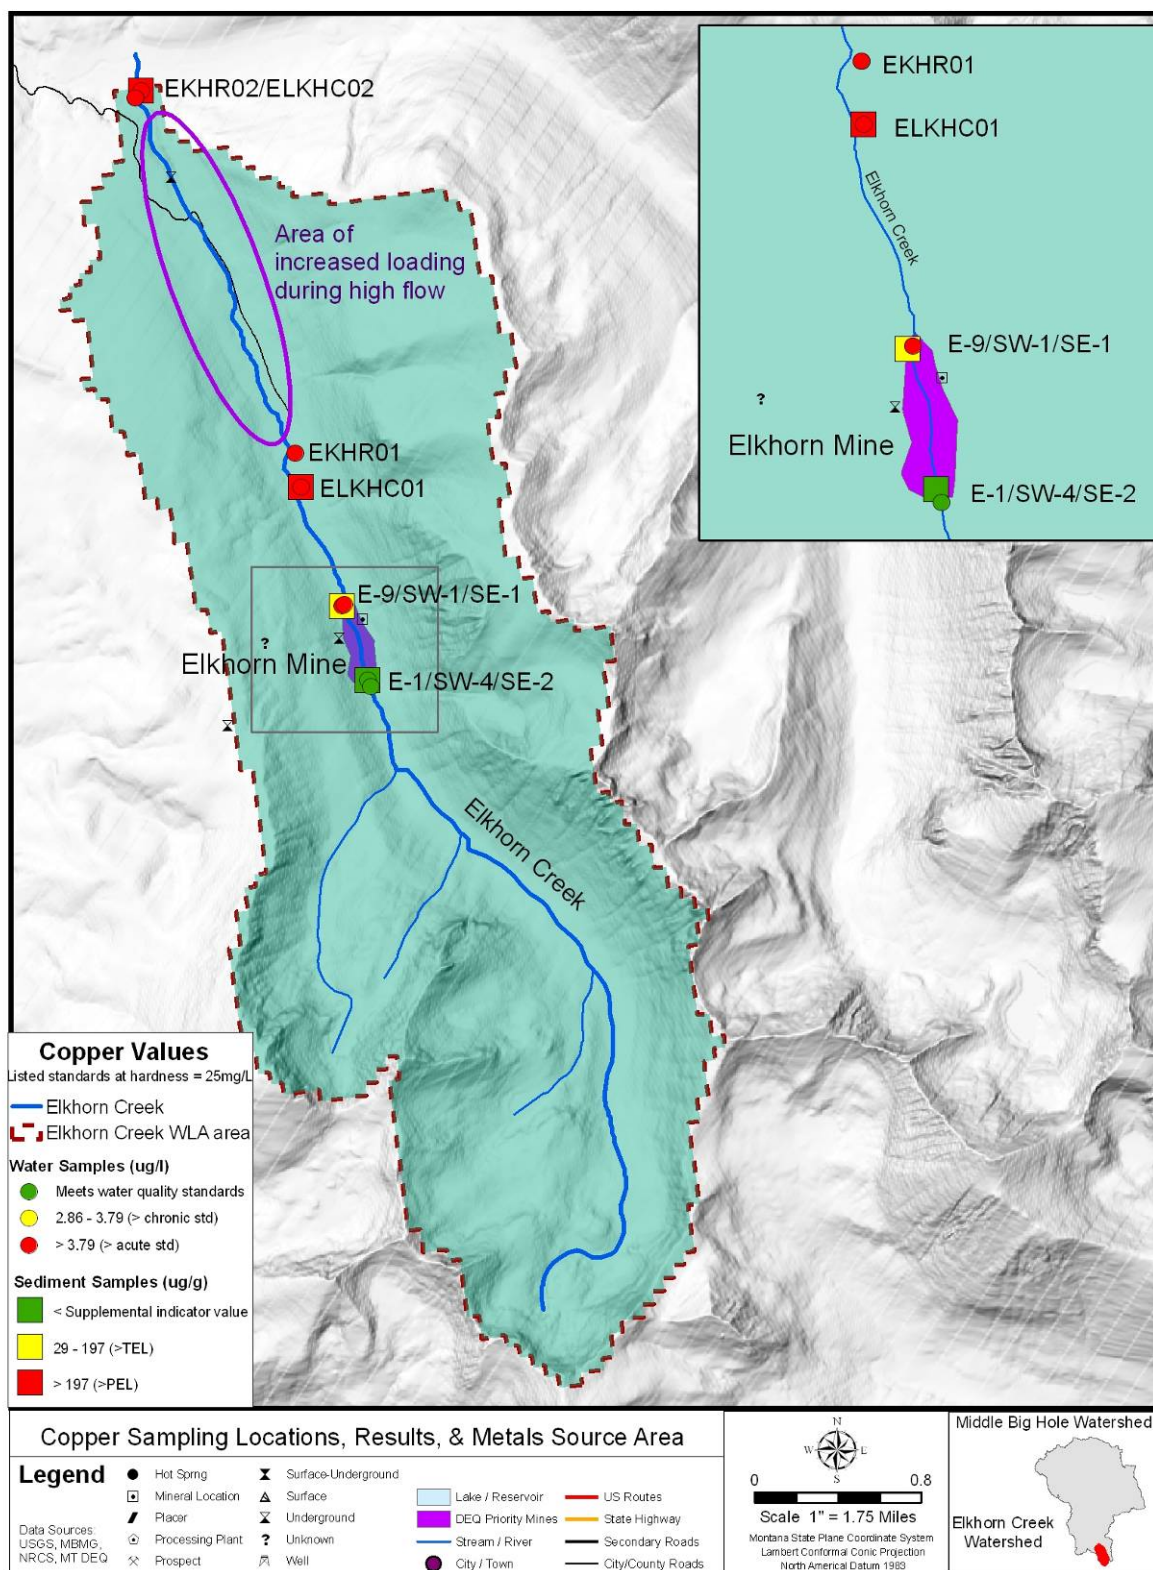 EKHR02/ELKHC02
Area of
increased loading
during high flow
EKHR01
ELKHC01
E-9/SW-1/SE-1
?
Elkhorn Mine
E-1/SW-4/SE-2
Elkhorn Creek
EKHR01
ELKHC01
Elkhorn Creek
E-9/SW-1/SE-1
?
Elkhorn Mine
E-1/SW-4/SE-2
Copper Values
Listed standards at hardness = 25mg/L
Elkhorn Creek
Elkhorn Creek WLA area
Water Samples (ug/l)
Meets water quality standards
2.86 - 3.79 (> chronic std)
> 3.79 (> acute std)
Sediment Samples (ug/g)
< Supplemental indicator value
29 - 197 (>TEL)
> 197 (>PEL)
Copper Sampling Locations, Results, & Metals Source Area
Legend
Data Sources:
USGS, MBMG,
NRCS, MT DEQ
Hot Sprng
Mineral Location
Placer
Processing Plant
Prospect
Surface-Underground
Surface
Underground
? Unknown
Well
Lake / Reservoir
DEQ Priority Mines
Stream / River
City / Town
US Routes
State Highway
Secondary Roads
City/County Roads
N
W E
S
0 0.8
Scale 1" = 1.75 Miles
Montana State Plane Coordinate System
Lambert Conformal Conic Projection
North Americal Datum 1983
Middle Big Hole Watershed
Elkhorn Creek
Watershed